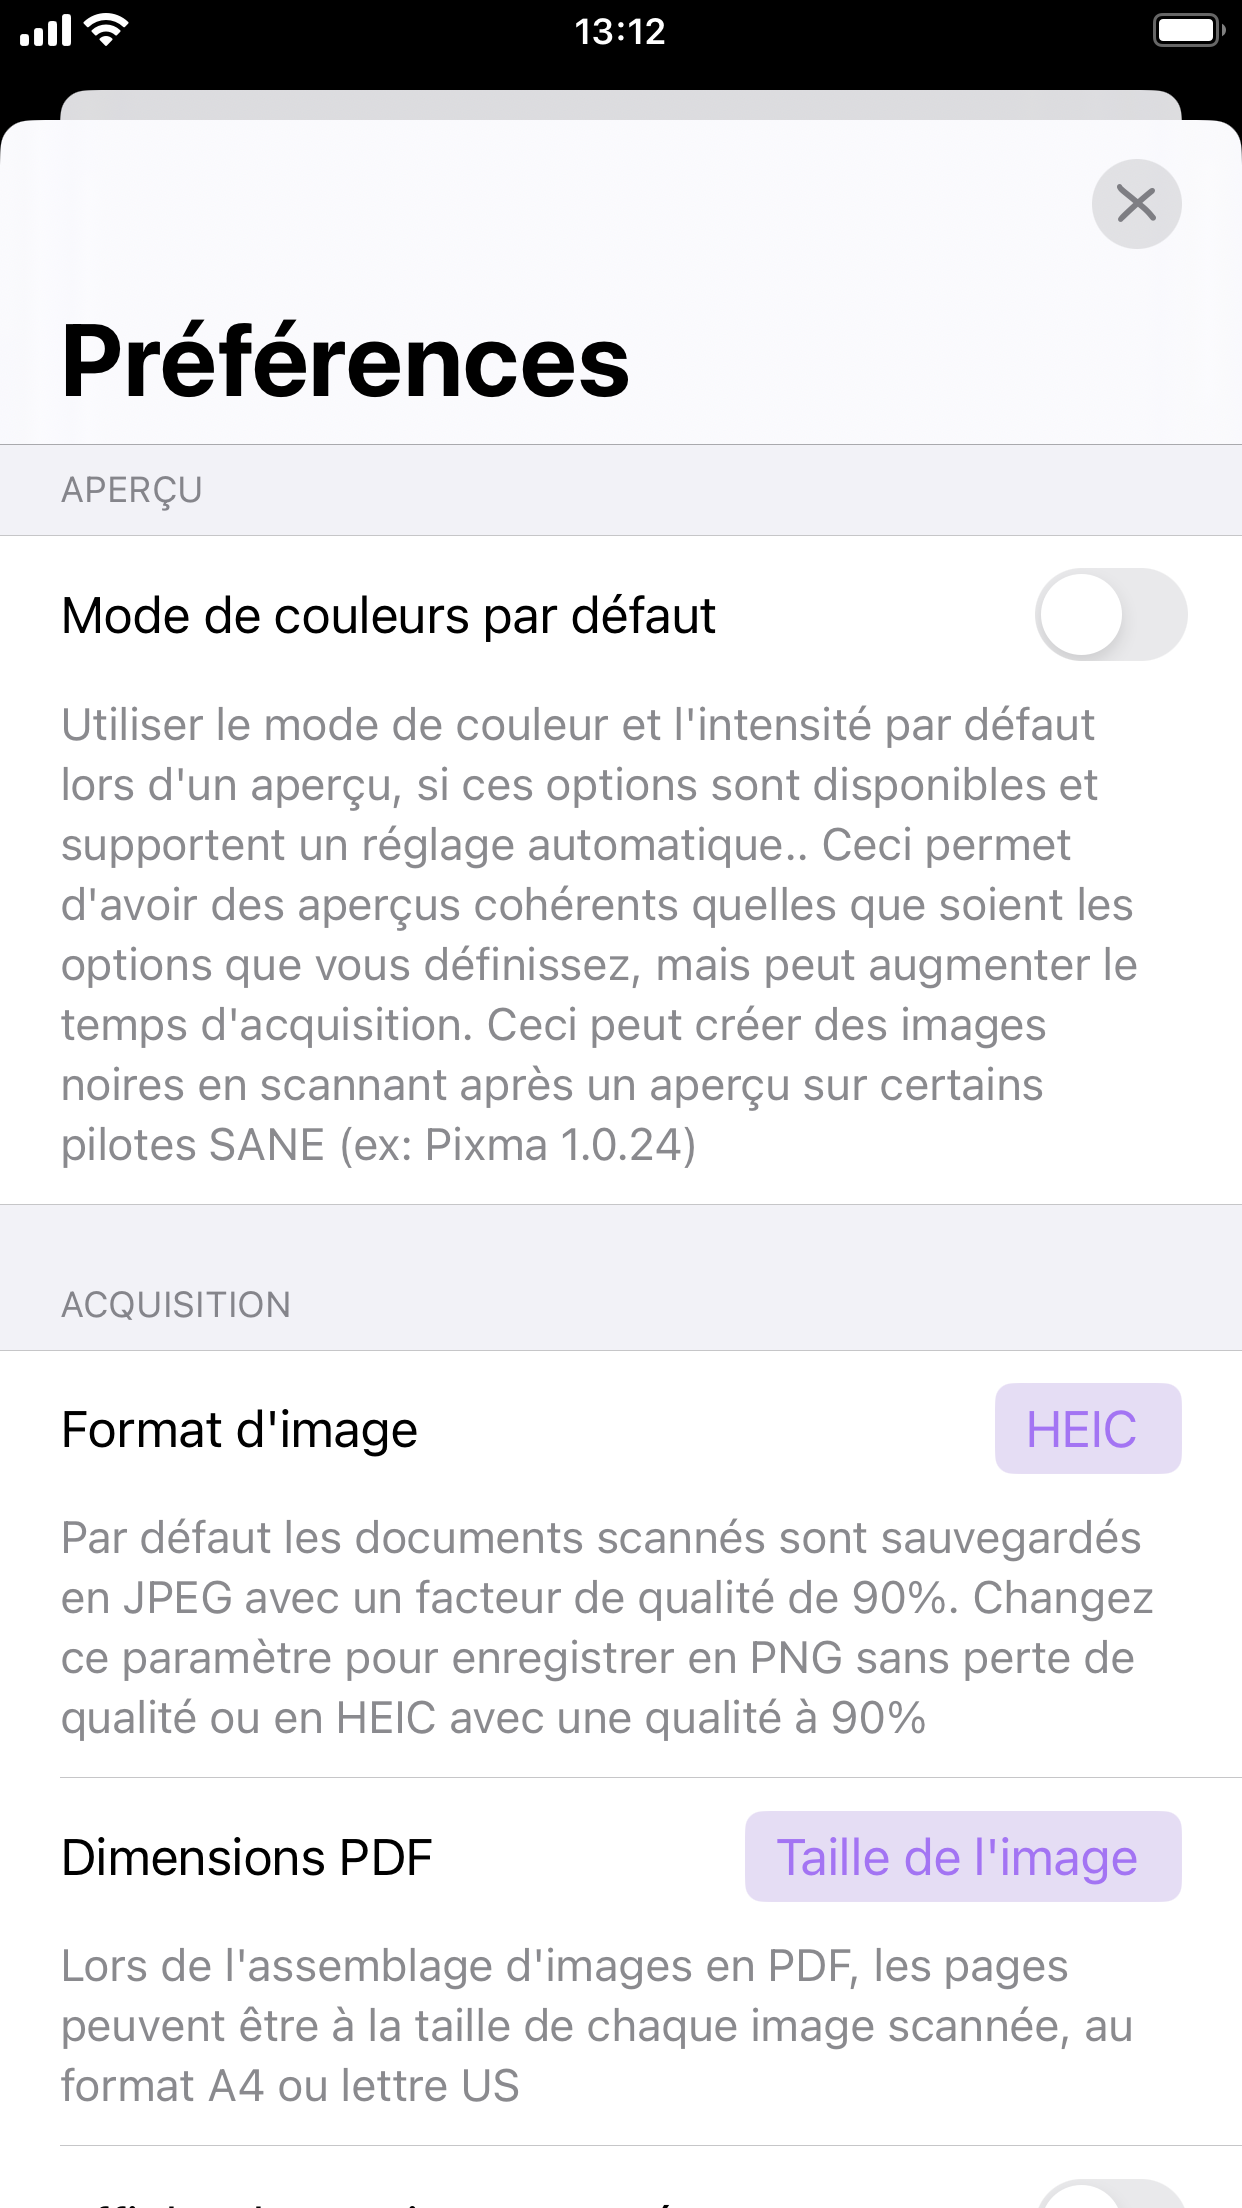 13:12
Préférences
APERÇU
Mode de couleurs par défaut
Utiliser le mode de couleur et l'intensité par défaut
lors d'un aperçu, si ces options sont disponibles et
supportent un réglage automatique.. Ceci permet
d'avoir des aperçus cohérents quelles que soient les
options que vous définissez, mais peut augmenter le
temps d'acquisition. Ceci peut créer des images
noires en scannant après un aperçu sur certains
pilotes SANE (ex: Pixma 1.0.24)
ACQUISITION
Format d'image
HEIC
Par défaut les documents scannés sont sauvegardés
en JPEG avec un facteur de qualité de 90%. Changez
ce paramètre pour enregistrer en PNG sans perte de
qualité ou en HEIC avec une qualité à 90%
Dimensions PDF
Taille de l'image
Lors de l'assemblage d'images en PDF, les pages
peuvent être à la taille de chaque image scannée, au
format A4 ou lettre US